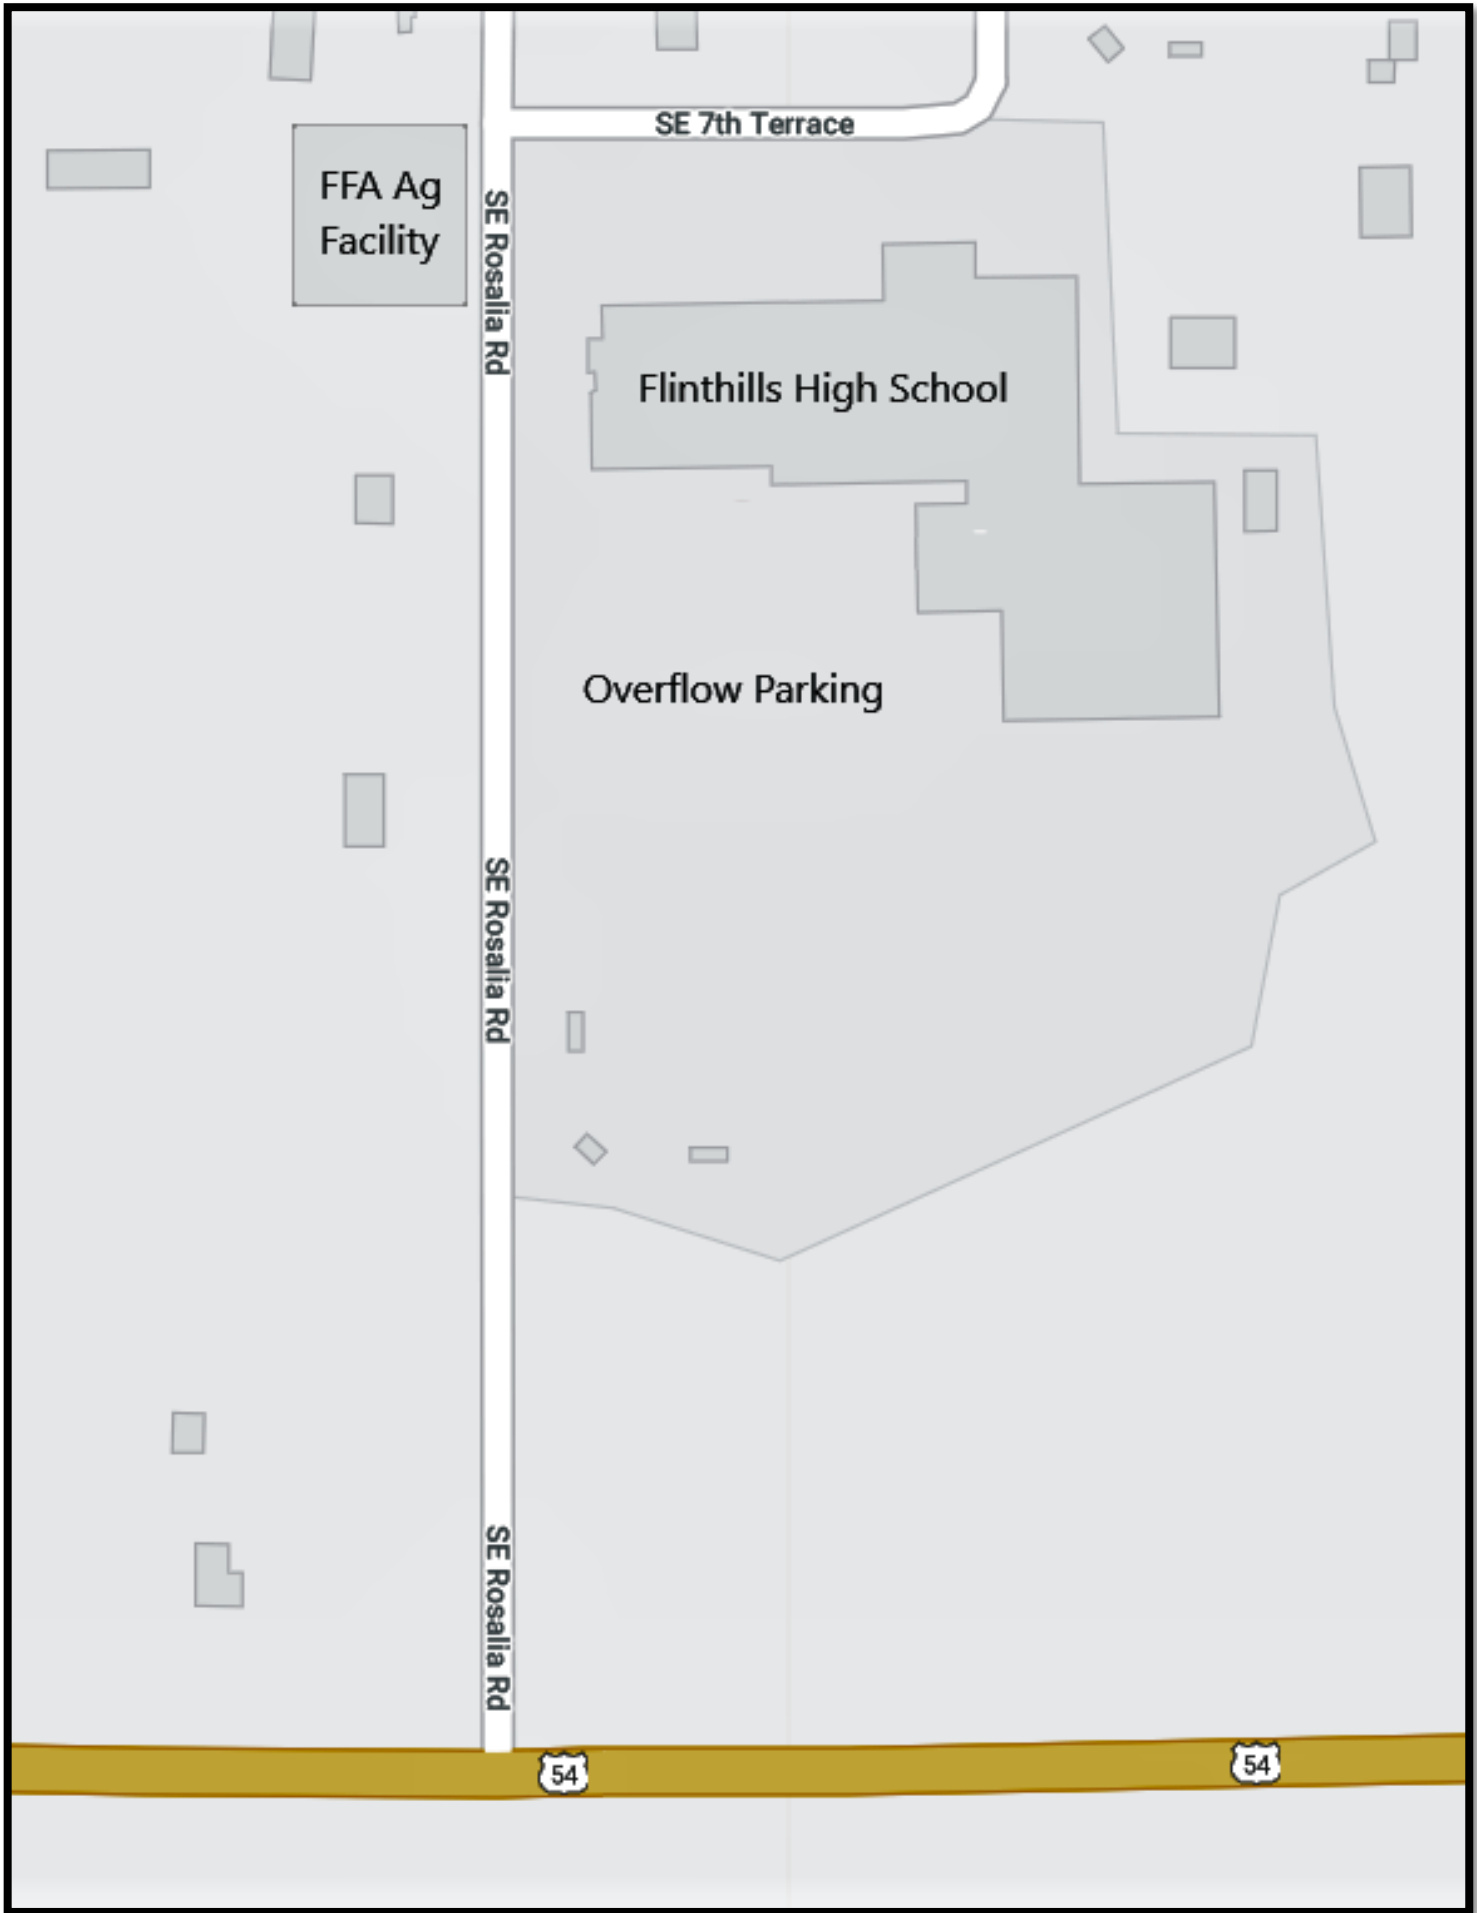 SE 7th Terrace
FFA Ag
Facility
SE Rosalia Rd
Flinthills High School
Overflow Parking
SE Rosalia Rd
SE Rosalia Rd
54
54